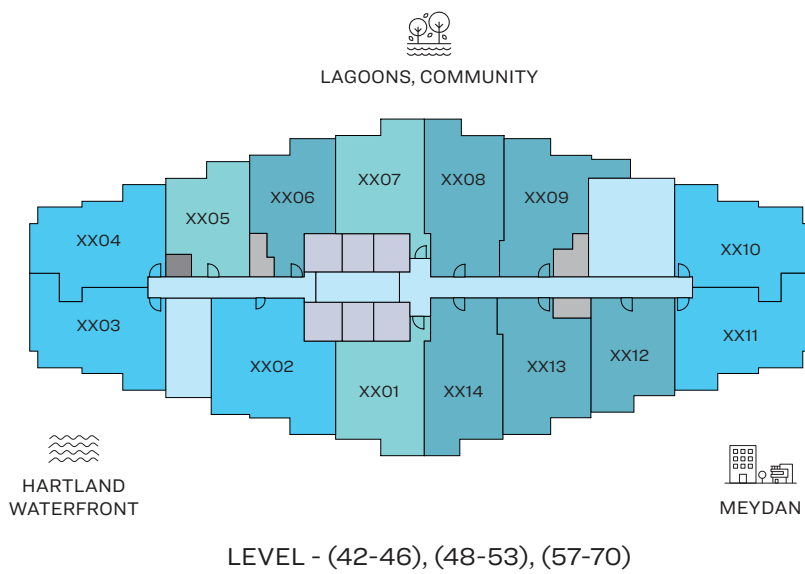 LAGOONS, COMMUNITY
XX07
XX08
XX06
XX09
XX05
XX04
XX10
XX03
XX11
XX02
XX12
XX01
XX14
XX13
HARTLAND
WATERFRONT
MEYDAN
LEVEL - (42-46), (48-53), (57-70)